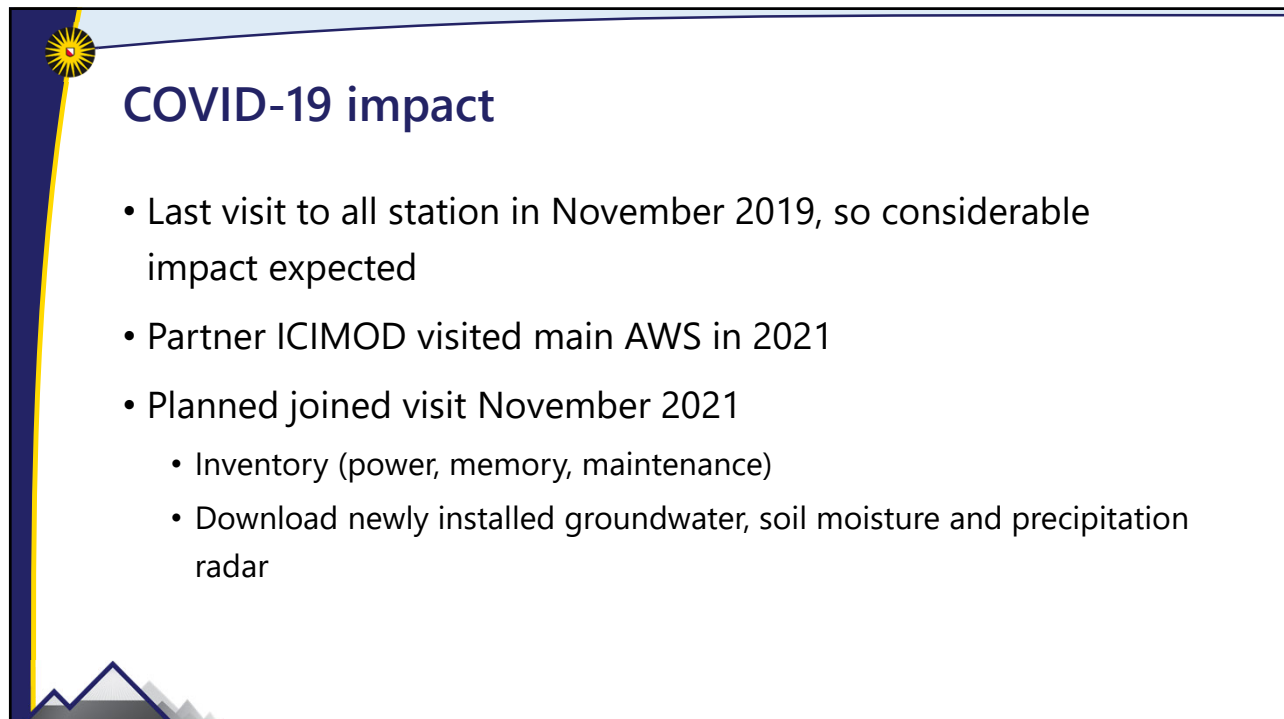 COVID-19 impact
• Last visit to all station in November 2019, so considerable
impact expected
• Partner ICIMOD visited main AWS in 2021
• Planned joined visit November 2021
• Inventory (power, memory, maintenance)
• Download newly installed groundwater, soil moisture and precipitation
radar